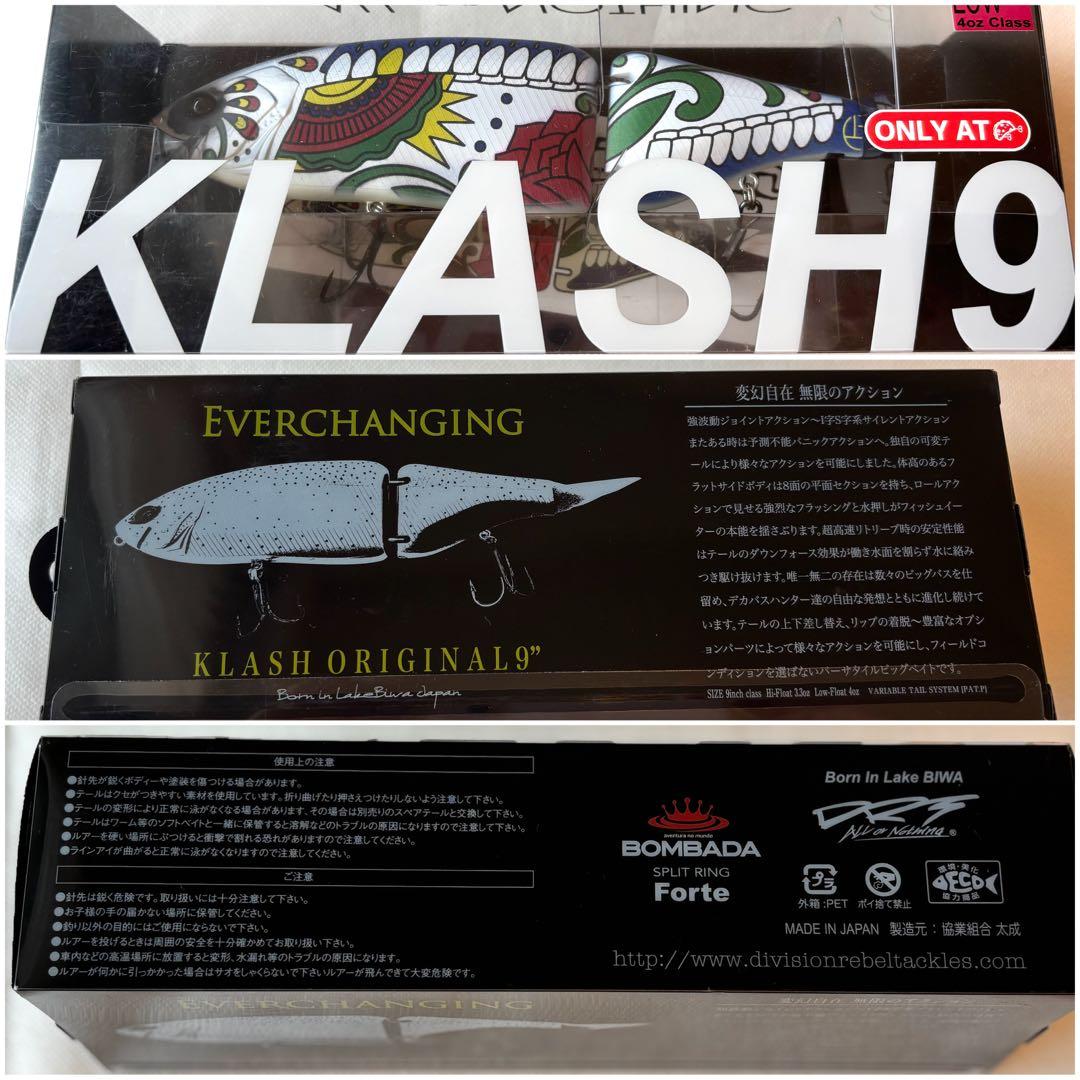 LOW
4oz Class
ONLY AT
KLASH9
EVERCHANGING
KLASH ORIGINAL 9”
Born in LakeBiwa Japan
変幻自在 無限のアクション
強波動ジョイントアクション〜I字S字系サイレントアクション
またある時は予測不能パニックアクションへ。独自の可変テ
ールにより様々なアクションを可能にしました。体高のあるフ
ラットサイドボディは8面の平面セクションを持ち、ロールアク
ションで見せる強烈なフラッシングと水押しがフィッシュイー
ターの本能を揺さぶります。超高速リトリーブ時の安定性能
はテールのダウンフォース効果が働き水面を割らず水に絡み
つき駆け抜けます。唯一無二の存在は数々のビッグバスを仕
留め、デカバスハンター達の自由な発想とともに進化し続けて
います。テールの上下差し替え、リップの着脱〜豊富なオプシ
ョンパーツによって様々なアクションを可能にし、フィールドコ
ンディションを選ばないバーサタイルビッグベイトです。
SIZE 9inch class Hi-Float 3.3oz Low-Float 4oz VARIABLE TAIL SYSTEM [PAT.P]
使用上の注意
●針先が鋭くボディーや塗装を傷つける場合があります。
●テールはクセがつきやすい素材を使用しています。折り曲げたり押さえつけたりしないよう注意して下さい。
●テールの変形により正常に泳がなくなる場合があります、その場合は別売りのスペアテールと交換して下さい。
●テールはワーム等のソフトベイトと一緒に保管すると溶解などのトラブルの原因になりますので注意して下さい。
●ルアーを硬い場所にぶつけると衝撃で割れる恐れがありますので注意して下さい。
●ラインアイが曲がると正常に泳がなくなりますので注意して下さい。
ご注意
●針先は鋭く危険です。取り扱いには十分注意して下さい。
●お子様の手の届かない場所に保管してください。
●釣り以外の目的にはご使用にならないで下さい。
●ルアーを投げるときは周囲の安全を十分確かめてお取り扱い下さい。
●車内などの高温場所に放置すると変形、水漏れ等のトラブルの原因になります。
●ルアーが何かに引っかかった場合はサオをしゃくらないで下さいルアーが飛んできて大変危険です。
aventura no mundo
BOMBADA
SPLIT RING
Forte
Born In Lake BIWA
DRT
All or Nothing ®
プラ
外箱：PET
ポイ捨て禁止
環境・美化
ECO
協力商品
MADE IN JAPAN 製造元：協業組合 太成
http://www.divisionrebeltackles.com
EVERCHANGING
変幻自在 無限のアクション